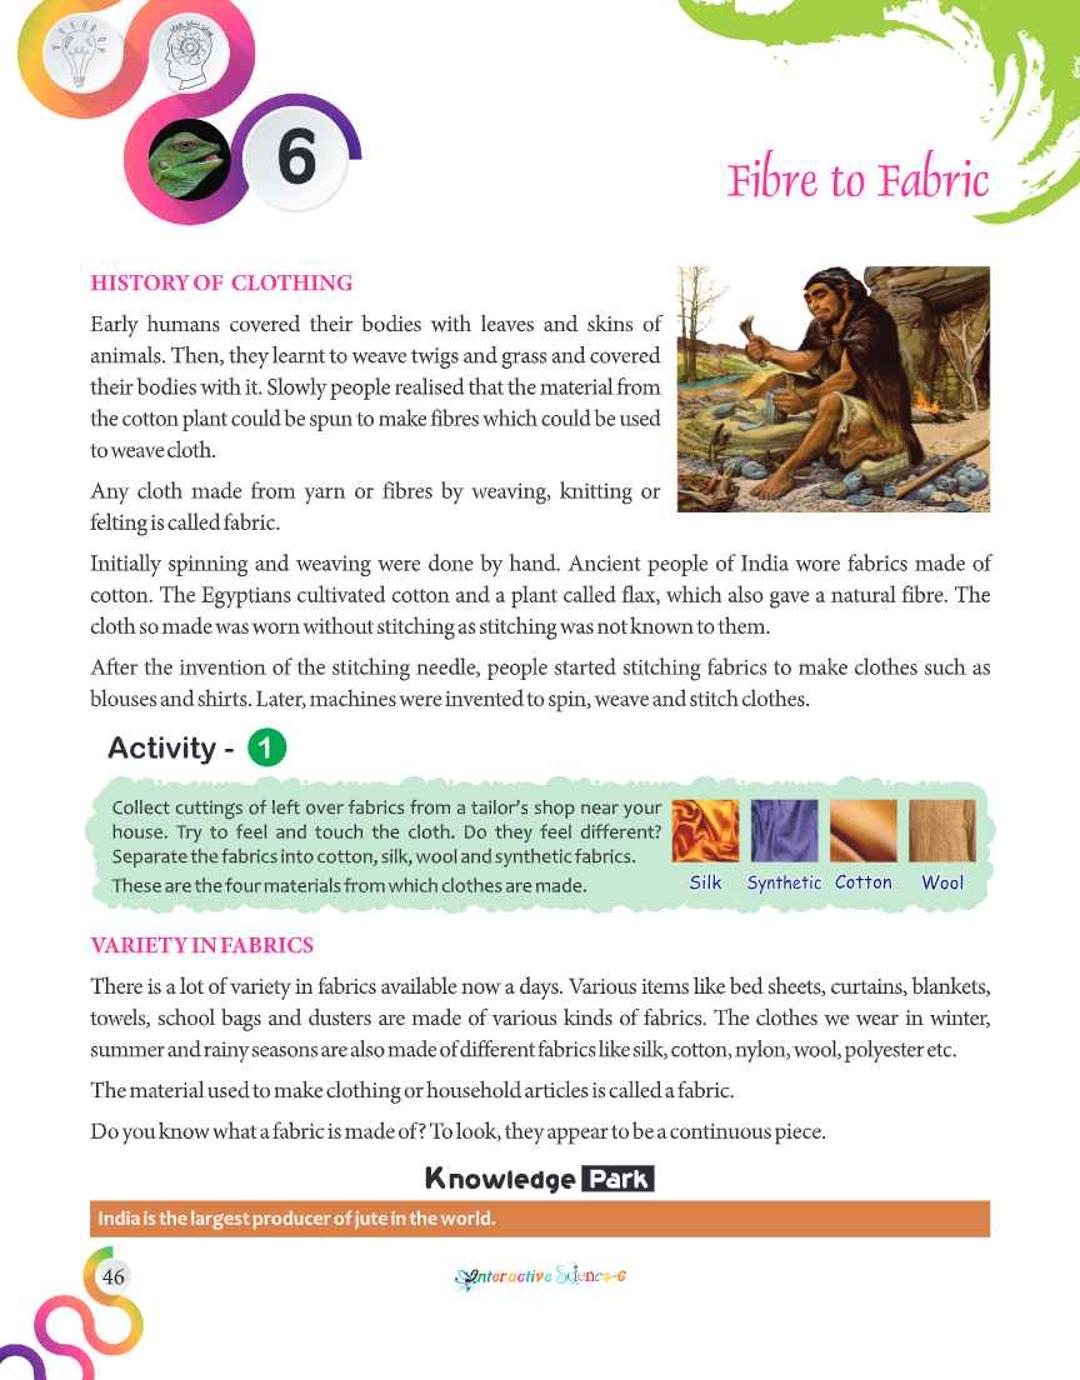 6
Fibre to Fabric
HISTORY OF CLOTHING
Early humans covered their bodies with leaves and skins of
animals. Then, they learnt to weave twigs and grass and covered
their bodies with it. Slowly people realised that the material from
the cotton plant could be spun to make fibres which could be used
to weave cloth.
Any cloth made from yarn or fibres by weaving, knitting or
felting is called fabric.
Initially spinning and weaving were done by hand. Ancient people of India wore fabrics made of
cotton. The Egyptians cultivated cotton and a plant called flax, which also gave a natural fibre. The
cloth so made was worn without stitching as stitching was not known to them.
After the invention of the stitching needle, people started stitching fabrics to make clothes such as
blouses and shirts. Later, machines were invented to spin, weave and stitch clothes.
Activity - 1
Collect cuttings of left over fabrics from a tailor's shop near your
house. Try to feel and touch the cloth. Do they feel different?
Separate the fabrics into cotton, silk, wool and synthetic fabrics.
These are the four materials from which clothes are made.
Silk Synthetic Cotton Wool
VARIETY IN FABRICS
There is a lot of variety in fabrics available now a days. Various items like bed sheets, curtains, blankets,
towels, school bags and dusters are made of various kinds of fabrics. The clothes we wear in winter,
summer and rainy seasons are also made of different fabrics like silk, cotton, nylon, wool, polyester etc.
The material used to make clothing or household articles is called a fabric.
Do you know what a fabric is made of? To look, they appear to be a continuous piece.
Knowledge Park
India is the largest producer of jute in the world.
46
Interactive Science-6